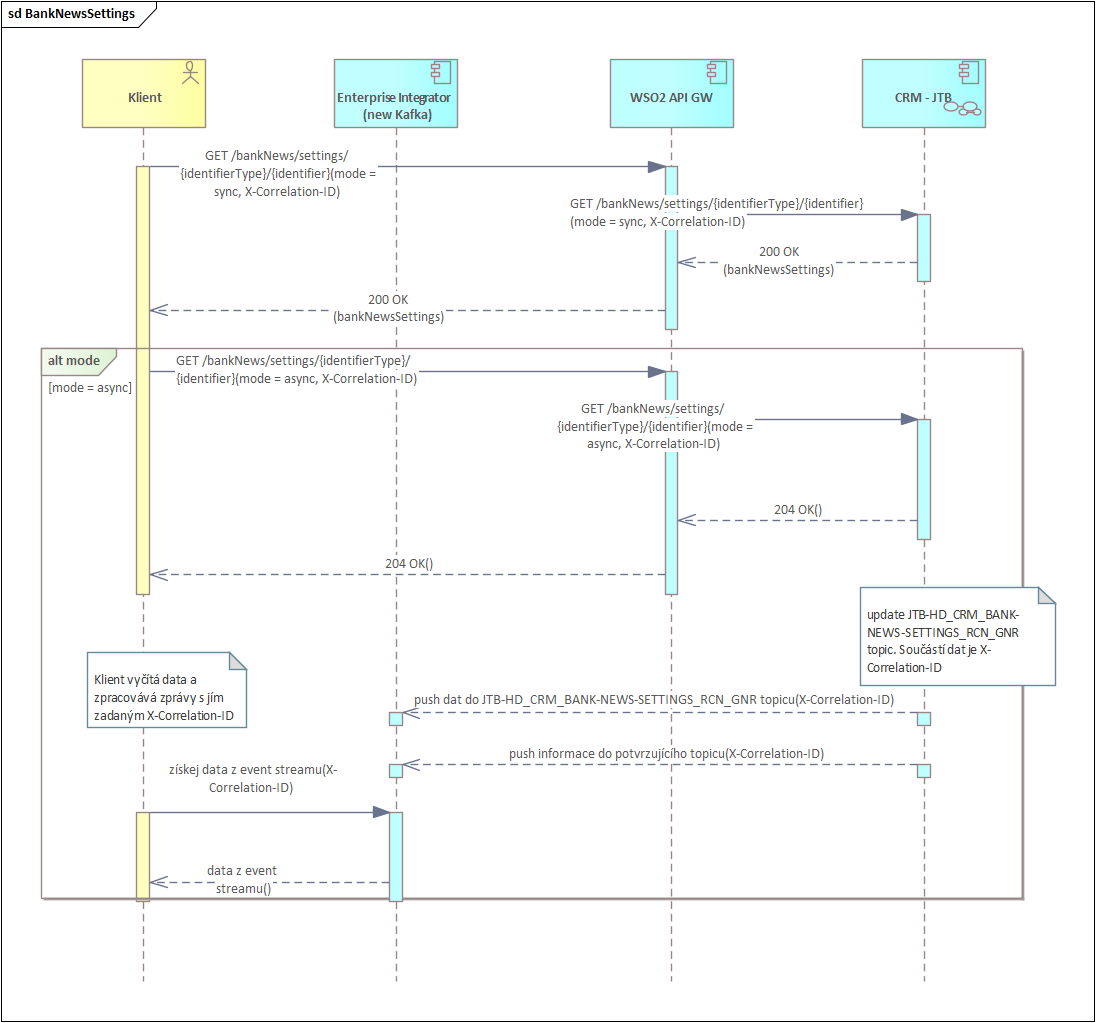 sd BankNewsSettings
Klient
Enterprise Integrator
(new Kafka)
WSO2 API GW
CRM - JTB
GET /bankNews/settings/
{identifierType}/{identifier}(mode =
sync, X-Correlation-ID)
GET /bankNews/settings/{identifierType}/{identifier}
(mode = sync, X-Correlation-ID)
200 OK
(bankNewsSettings)
200 OK
(bankNewsSettings)
alt mode
[mode = async]
GET /bankNews/settings/{identifierType}/
{identifier}(mode = async, X-Correlation-ID)
GET /bankNews/settings/
{identifierType}/{identifier}(mode =
async, X-Correlation-ID)
204 OK()
204 OK()
update JTB-HD_CRM_BANK-
NEWS-SETTINGS_RCN_GNR
topic. Součástí dat je X-
Correlation-ID
Klient vyčítá data a
zpracovává zprávy s jím
zadaným X-Correlation-ID
push dat do JTB-HD_CRM_BANK-NEWS-SETTINGS_RCN_GNR topicu(X-Correlation-ID)
push informace do potvrzujícího topicu(X-Correlation-ID)
získej data z event streamu(X-
Correlation-ID)
data z event
streamu()